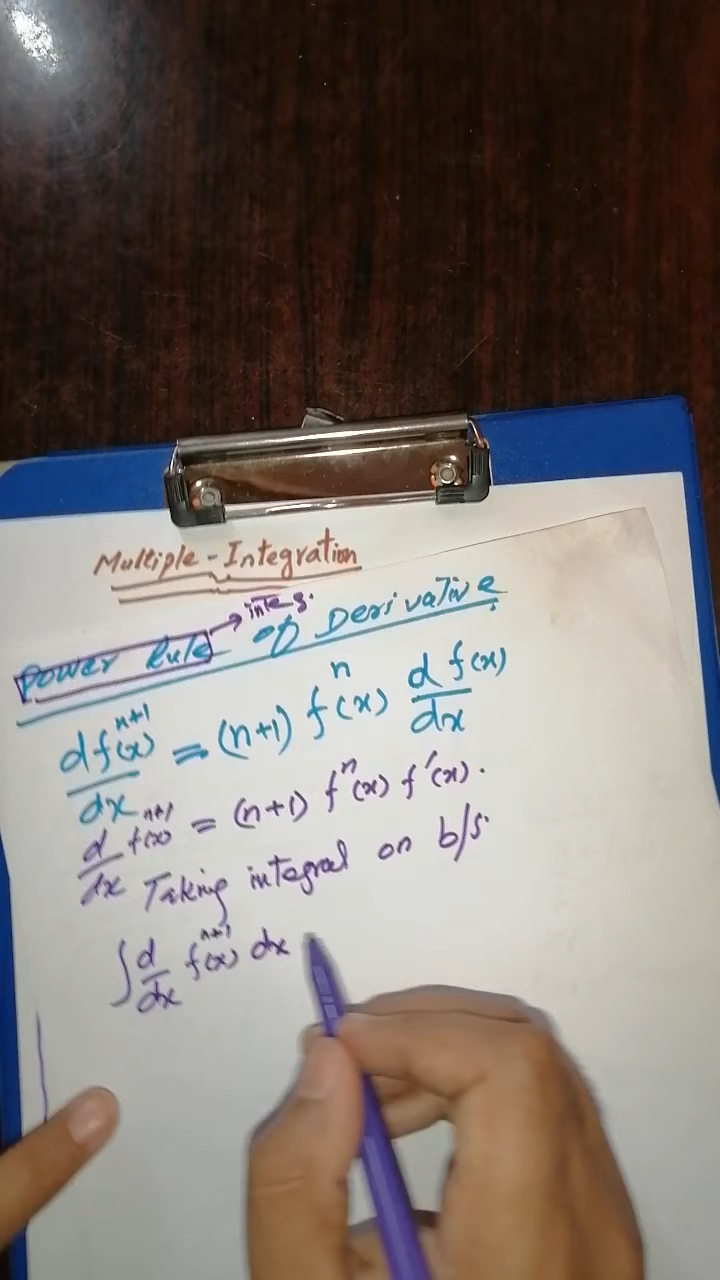 Multiple-Integration
Power Rule → integ. of Derivative
df^{n+1}(x)/dx = (n+1) f^n(x) d f(x)/dx
d/dx f^{n+1}(x) = (n+1) f^n(x) f'(x).
Taking integral on b/s.
∫ d/dx f^{n+1}(x) dx